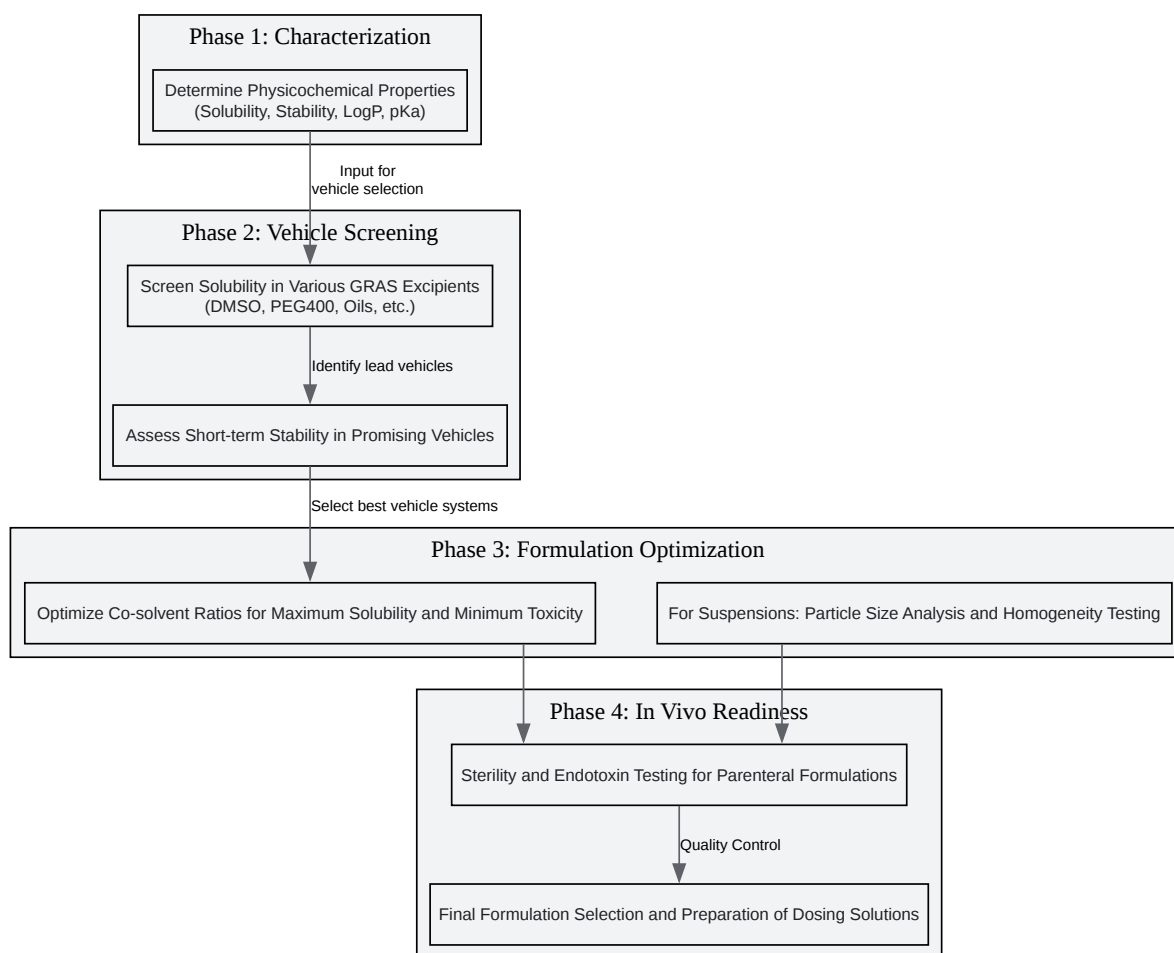 Phase 1: Characterization
Determine Physicochemical Properties
(Solubility, Stability, LogP, pKa)
Input for
vehicle selection
Phase 2: Vehicle Screening
Screen Solubility in Various GRAS Excipients
(DMSO, PEG400, Oils, etc.)
Identify lead vehicles
Assess Short-term Stability in Promising Vehicles
Select best vehicle systems
Phase 3: Formulation Optimization
Optimize Co-solvent Ratios for Maximum Solubility and Minimum Toxicity
For Suspensions: Particle Size Analysis and Homogeneity Testing
Phase 4: In Vivo Readiness
Sterility and Endotoxin Testing for Parenteral Formulations
Quality Control
Final Formulation Selection and Preparation of Dosing Solutions